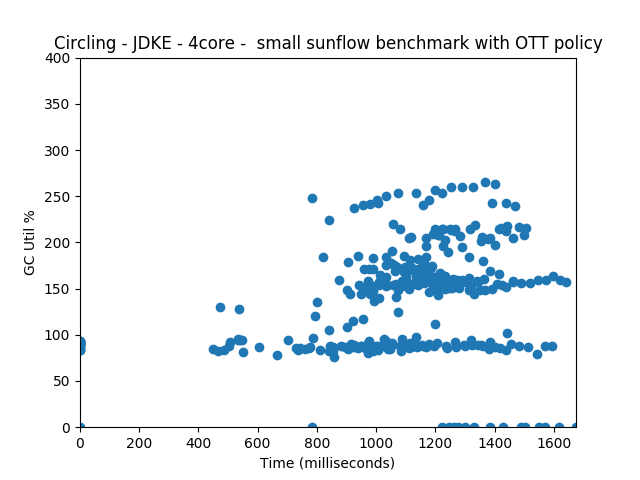 Circling - JDKE - 4core -  small sunflow benchmark with OTT policy
400
350
300
250
200
150
100
50
0
GC Util %
0 200 400 600 800 1000 1200 1400 1600
Time (milliseconds)